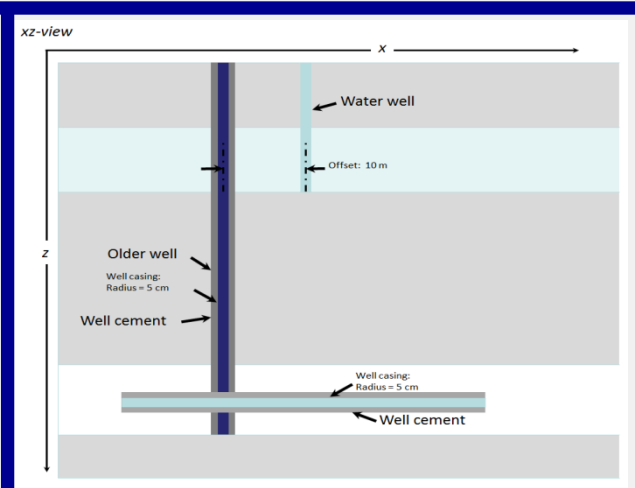 xz-view
x
Water well
Offset: 10 m
z
Older well
Well casing:
Radius = 5 cm
Well cement
Well casing:
Radius = 5 cm
Well cement